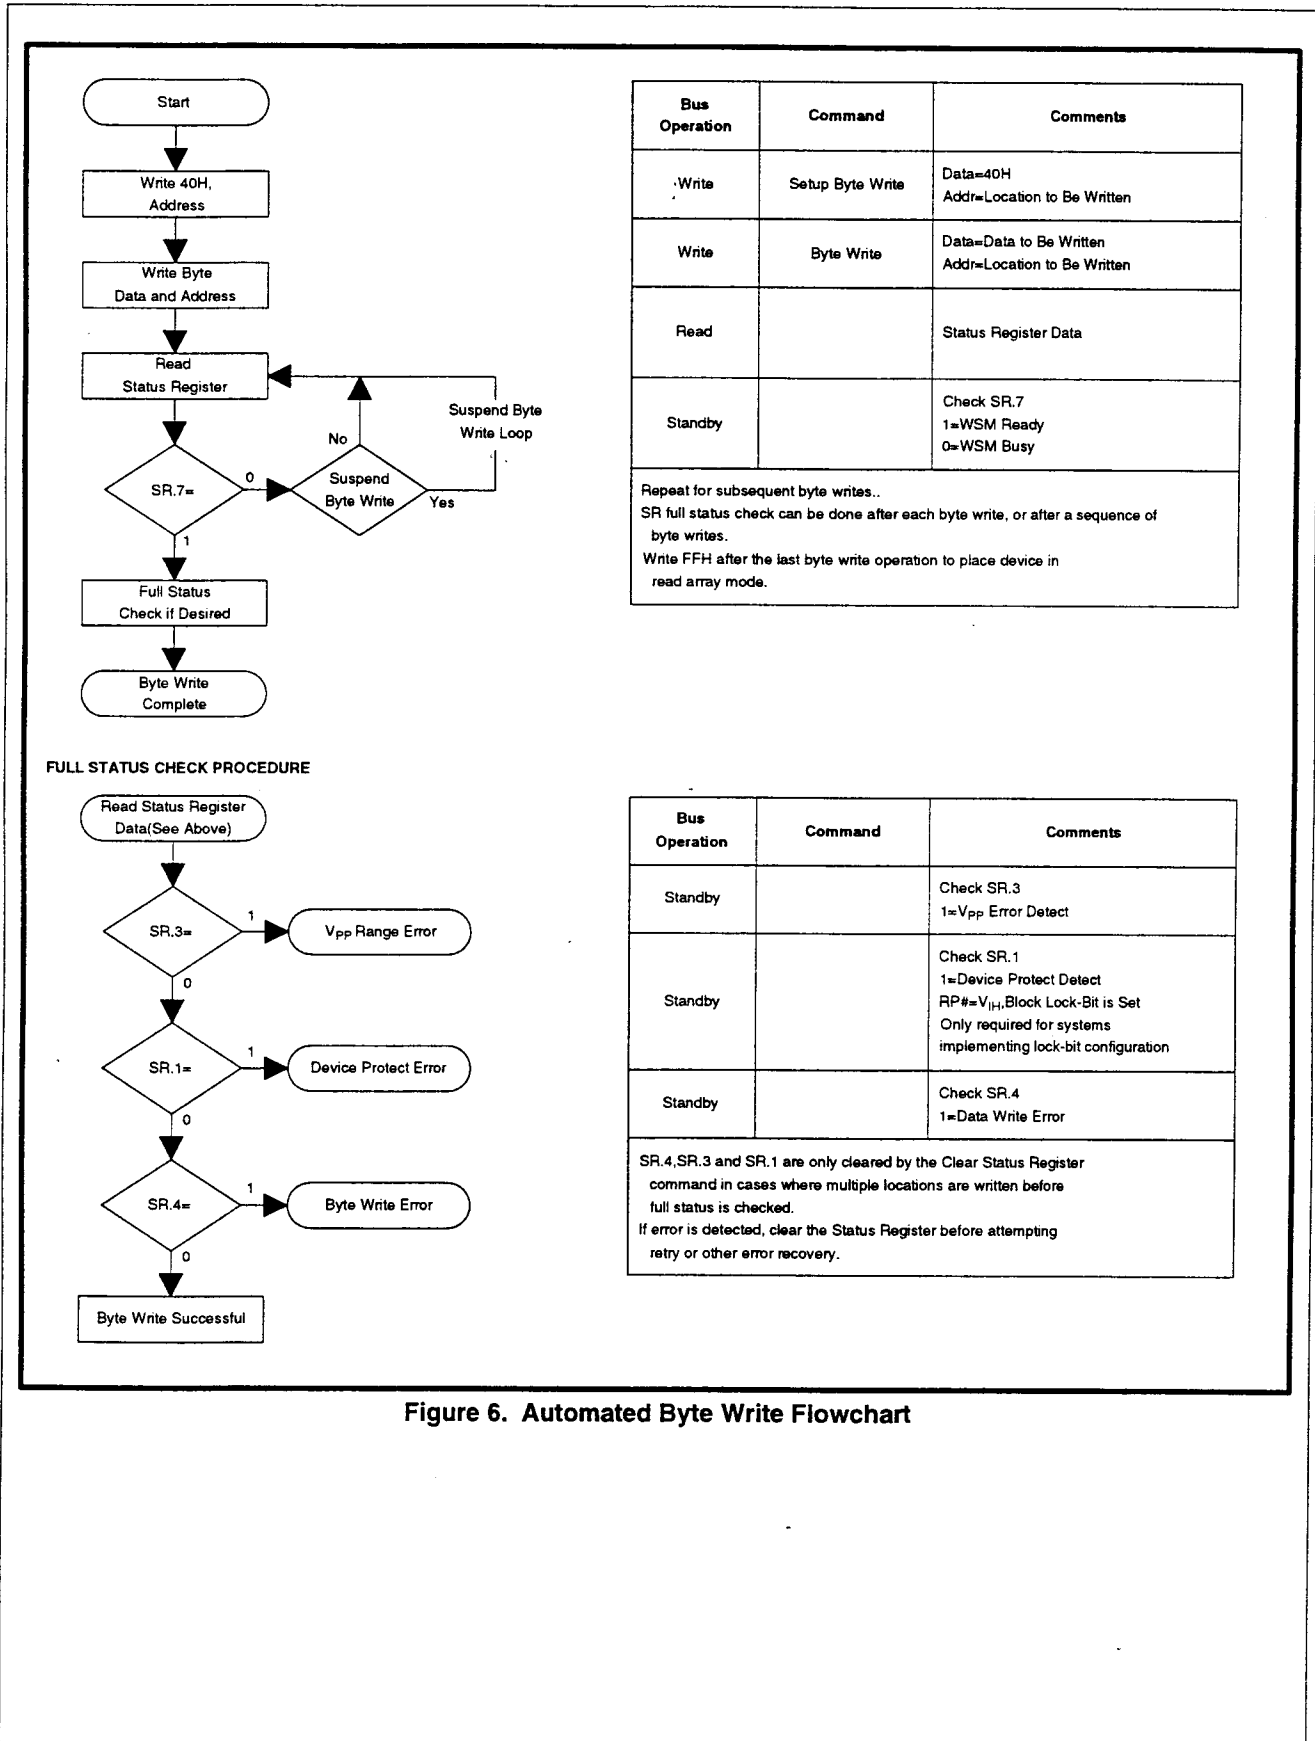 Start
Write 40H,
Address
Write Byte
Data and Address
Read
Status Register
Suspend Byte
Write Loop
No
SR.7=
0
Suspend
Byte Write
Yes
1
Full Status
Check if Desired
Byte Write
Complete
Bus
Operation
Command
Comments
Write
Setup Byte Write
Data=40H
Addr=Location to Be Written
Write
Byte Write
Data=Data to Be Written
Addr=Location to Be Written
Read
Status Register Data
Standby
Check SR.7
1=WSM Ready
0=WSM Busy
Repeat for subsequent byte writes..
SR full status check can be done after each byte write, or after a sequence of
byte writes.
Write FFH after the last byte write operation to place device in
read array mode.
FULL STATUS CHECK PROCEDURE
Read Status Register
Data(See Above)
SR.3=
1
VPP Range Error
0
SR.1=
1
Device Protect Error
0
SR.4=
1
Byte Write Error
0
Byte Write Successful
Bus
Operation
Command
Comments
Standby
Check SR.3
1=VPP Error Detect
Standby
Check SR.1
1=Device Protect Detect
RP#=VIH,Block Lock-Bit is Set
Only required for systems
implementing lock-bit configuration
Standby
Check SR.4
1=Data Write Error
SR.4,SR.3 and SR.1 are only cleared by the Clear Status Register
command in cases where multiple locations are written before
full status is checked.
If error is detected, clear the Status Register before attempting
retry or other error recovery.
Figure 6. Automated Byte Write Flowchart